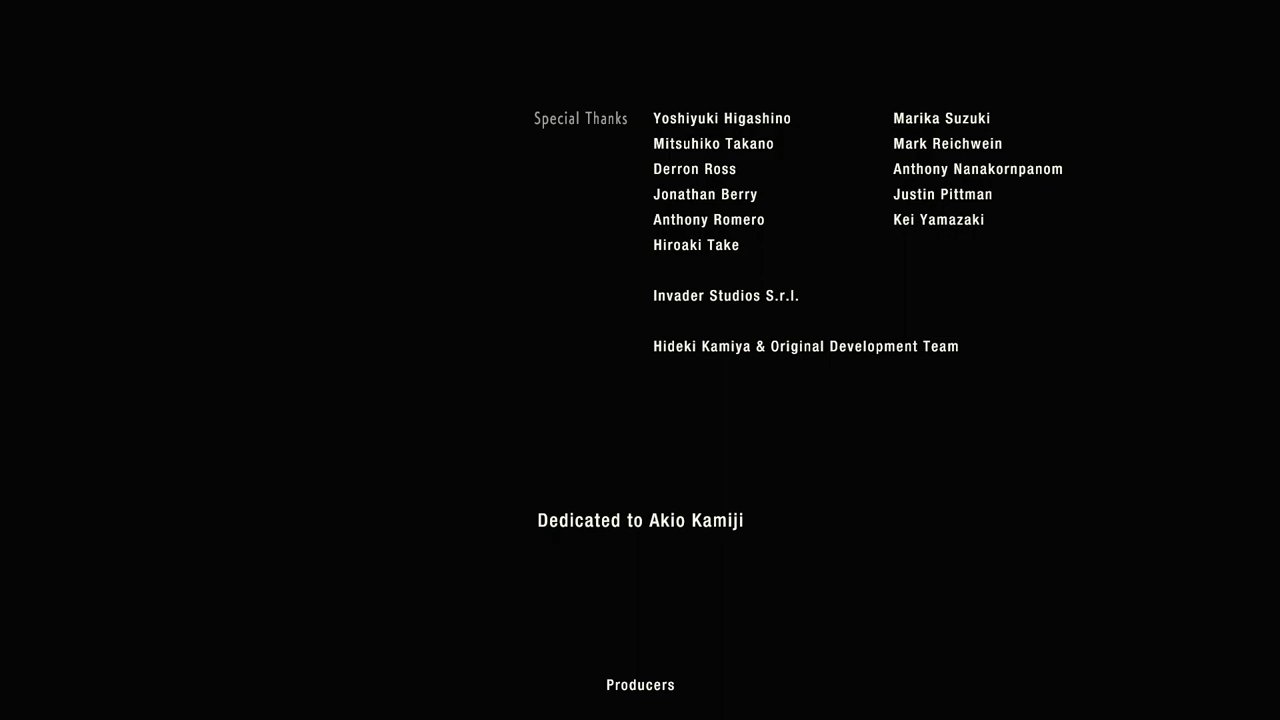 Special Thanks Yoshiyuki Higashino Marika Suzuki
Mitsuhiko Takano Mark Reichwein
Derron Ross Anthony Nanakornpanom
Jonathan Berry Justin Pittman
Anthony Romero Kei Yamazaki
Hiroaki Take
Invader Studios S.r.l.
Hideki Kamiya & Original Development Team
Dedicated to Akio Kamiji
Producers